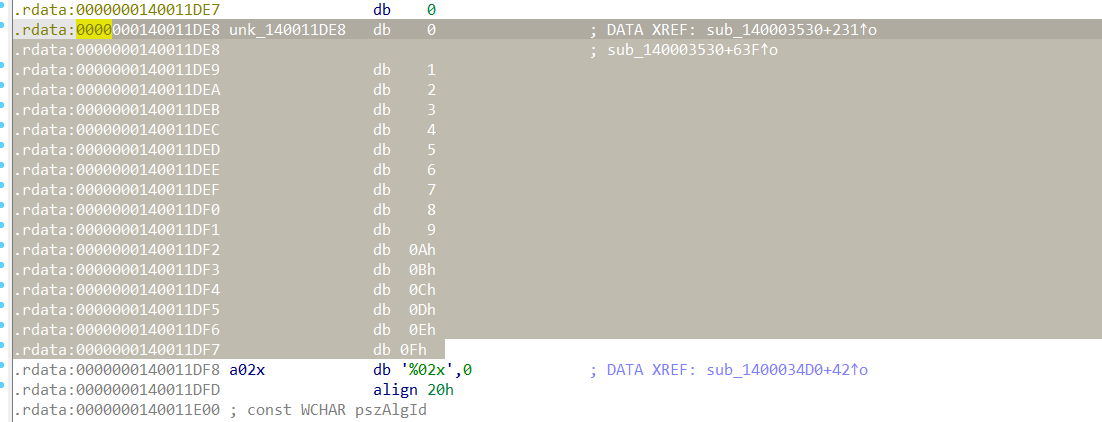 .rdata:0000000140011DE7 db 0
.rdata:0000000140011DE8 unk_140011DE8 db 0 ; DATA XREF: sub_140003530+231↑o
.rdata:0000000140011DE8 ; sub_140003530+63F↑o
.rdata:0000000140011DE9 db 1
.rdata:0000000140011DEA db 2
.rdata:0000000140011DEB db 3
.rdata:0000000140011DEC db 4
.rdata:0000000140011DED db 5
.rdata:0000000140011DEE db 6
.rdata:0000000140011DEF db 7
.rdata:0000000140011DF0 db 8
.rdata:0000000140011DF1 db 9
.rdata:0000000140011DF2 db 0Ah
.rdata:0000000140011DF3 db 0Bh
.rdata:0000000140011DF4 db 0Ch
.rdata:0000000140011DF5 db 0Dh
.rdata:0000000140011DF6 db 0Eh
.rdata:0000000140011DF7 db 0Fh
.rdata:0000000140011DF8 a02x db '%02x',0 ; DATA XREF: sub_1400034D0+42↑o
.rdata:0000000140011DFD align 20h
.rdata:0000000140011E00 ; const WCHAR pszAlgId